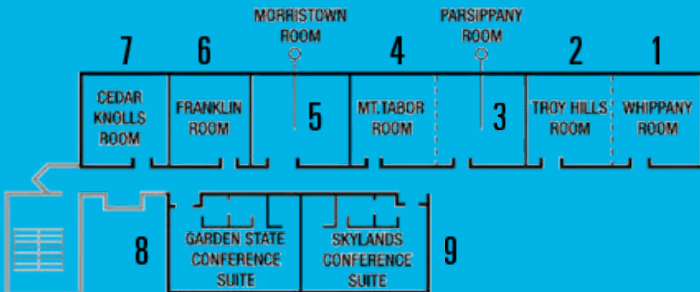 MORRISTOWN
ROOM
PARSIPPANY
ROOM
7
6
4
2
1
CEDAR
KNOLLS
ROOM
FRANKLIN
ROOM
5
MT.TABOR
ROOM
3
TROY HILLS
ROOM
WHIPPANY
ROOM
8
GARDEN STATE
CONFERENCE
SUITE
SKYLANDS
CONFERENCE
SUITE
9